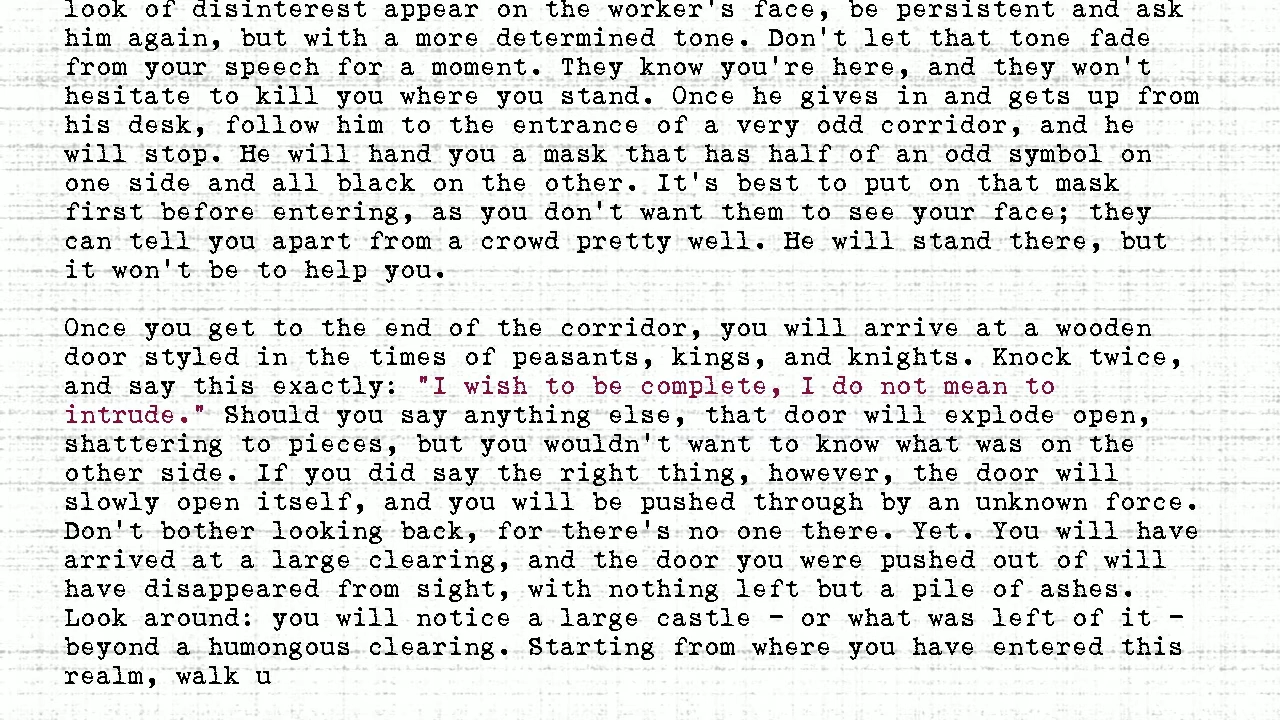 look of disinterest appear on the worker's face, be persistent and ask
him again, but with a more determined tone. Don't let that tone fade
from your speech for a moment. They know you're here, and they won't
hesitate to kill you where you stand. Once he gives in and gets up from
his desk, follow him to the entrance of a very odd corridor, and he
will stop. He will hand you a mask that has half of an odd symbol on
one side and all black on the other. It's best to put on that mask
first before entering, as you don't want them to see your face; they
can tell you apart from a crowd pretty well. He will stand there, but
it won't be to help you.
Once you get to the end of the corridor, you will arrive at a wooden
door styled in the times of peasants, kings, and knights. Knock twice,
and say this exactly: "I wish to be complete, I do not mean to
intrude." Should you say anything else, that door will explode open,
shattering to pieces, but you wouldn't want to know what was on the
other side. If you did say the right thing, however, the door will
slowly open itself, and you will be pushed through by an unknown force.
Don't bother looking back, for there's no one there. Yet. You will have
arrived at a large clearing, and the door you were pushed out of will
have disappeared from sight, with nothing left but a pile of ashes.
Look around: you will notice a large castle - or what was left of it -
beyond a humongous clearing. Starting from where you have entered this
realm, walk u